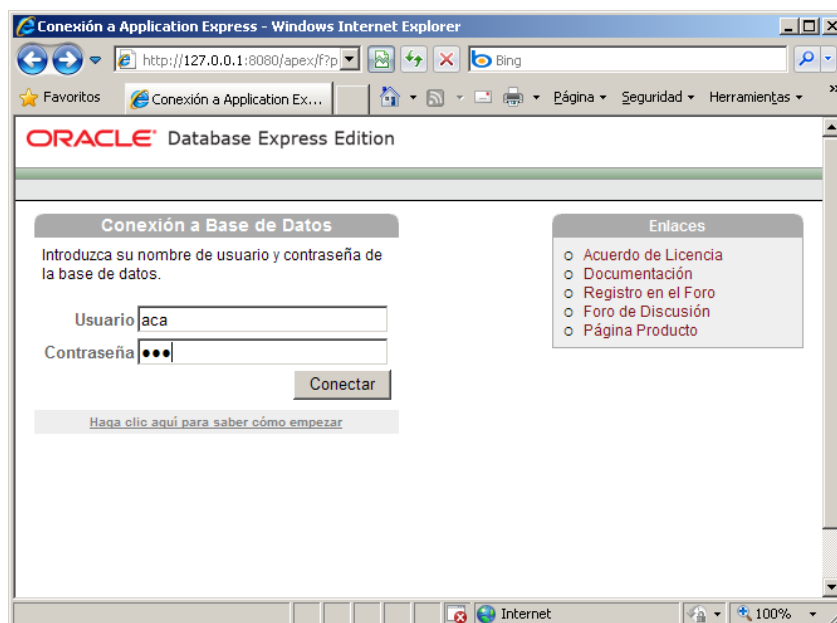 Conexión a Application Express - Windows Internet Explorer
http://127.0.0.1:8080/apex/f?p
Bing
Favoritos
Conexión a Application Ex...
Página
Seguridad
Herramientas
»
ORACLE® Database Express Edition
Conexión a Base de Datos
Introduzca su nombre de usuario y contraseña de
la base de datos.
Usuario aca
Contraseña ●●●
Conectar
Haga clic aquí para saber cómo empezar
Enlaces
o Acuerdo de Licencia
o Documentación
o Registro en el Foro
o Foro de Discusión
o Página Producto
Internet
100%